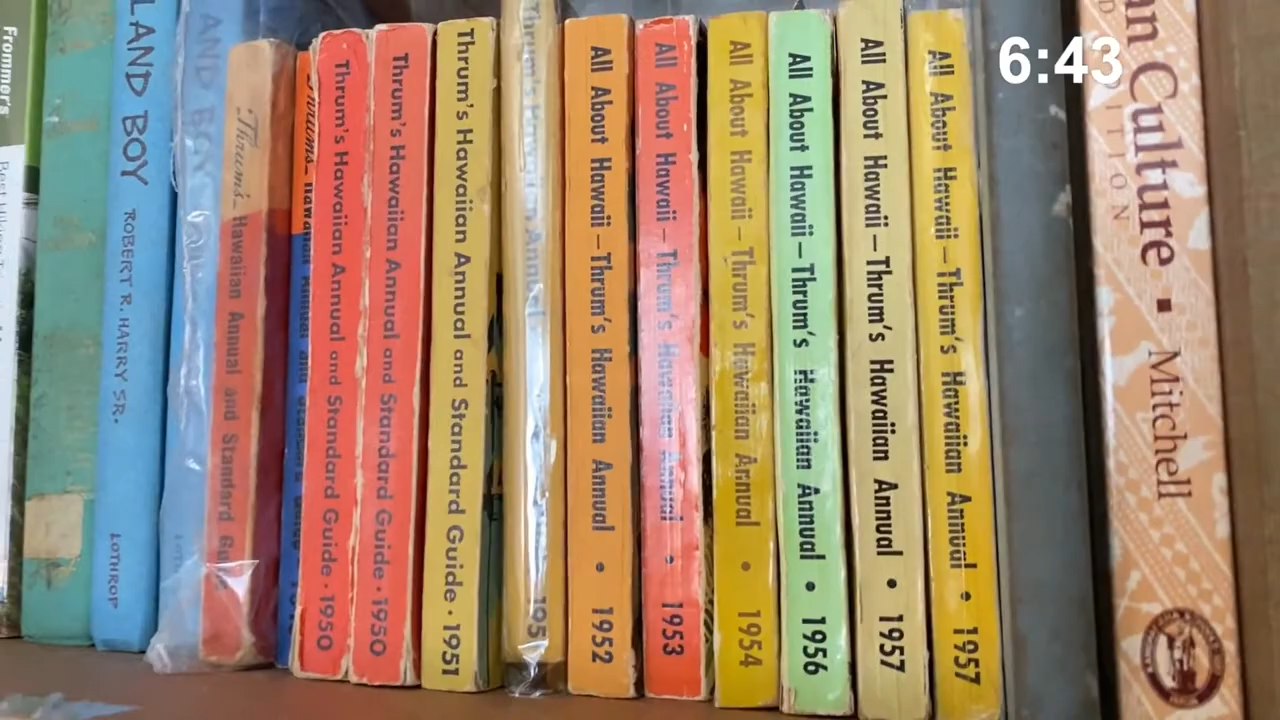 Frommer's
LAND BOY ROBERT R. HARRY SR. LOTHROP
AND BOY
Thrum's Hawaiian Annual and Standard
Thrum's Hawaiian Annual and
Thrum's Hawaiian Annual and Standard Guide · 1950
Thrum's Hawaiian Annual and Standard Guide · 1950
Thrum's Hawaiian Annual and Standard Guide · 1951
Thrum's Annual
All About Hawaii — Thrum's Hawaiian Annual • 1952
All About Hawaii — Thrum's Hawaiian Annual • 1953
All About Hawaii — Thrum's Hawaiian Annual • 1954
All About Hawaii — Thrum's Hawaiian Annual • 1956
All About Hawaii — Thrum's Hawaiian Annual • 1957
All About Hawaii — Thrum's Hawaiian Annual • 1957
6:43
an Culture ▪ Mitchell
DITION